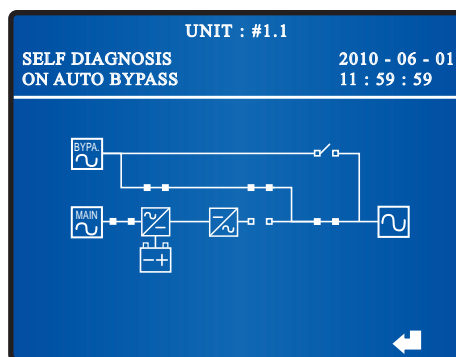 UNIT : #1.1
SELF DIAGNOSIS 2010 - 06 - 01
ON AUTO BYPASS 11 : 59 : 59
BYPA.
MAIN